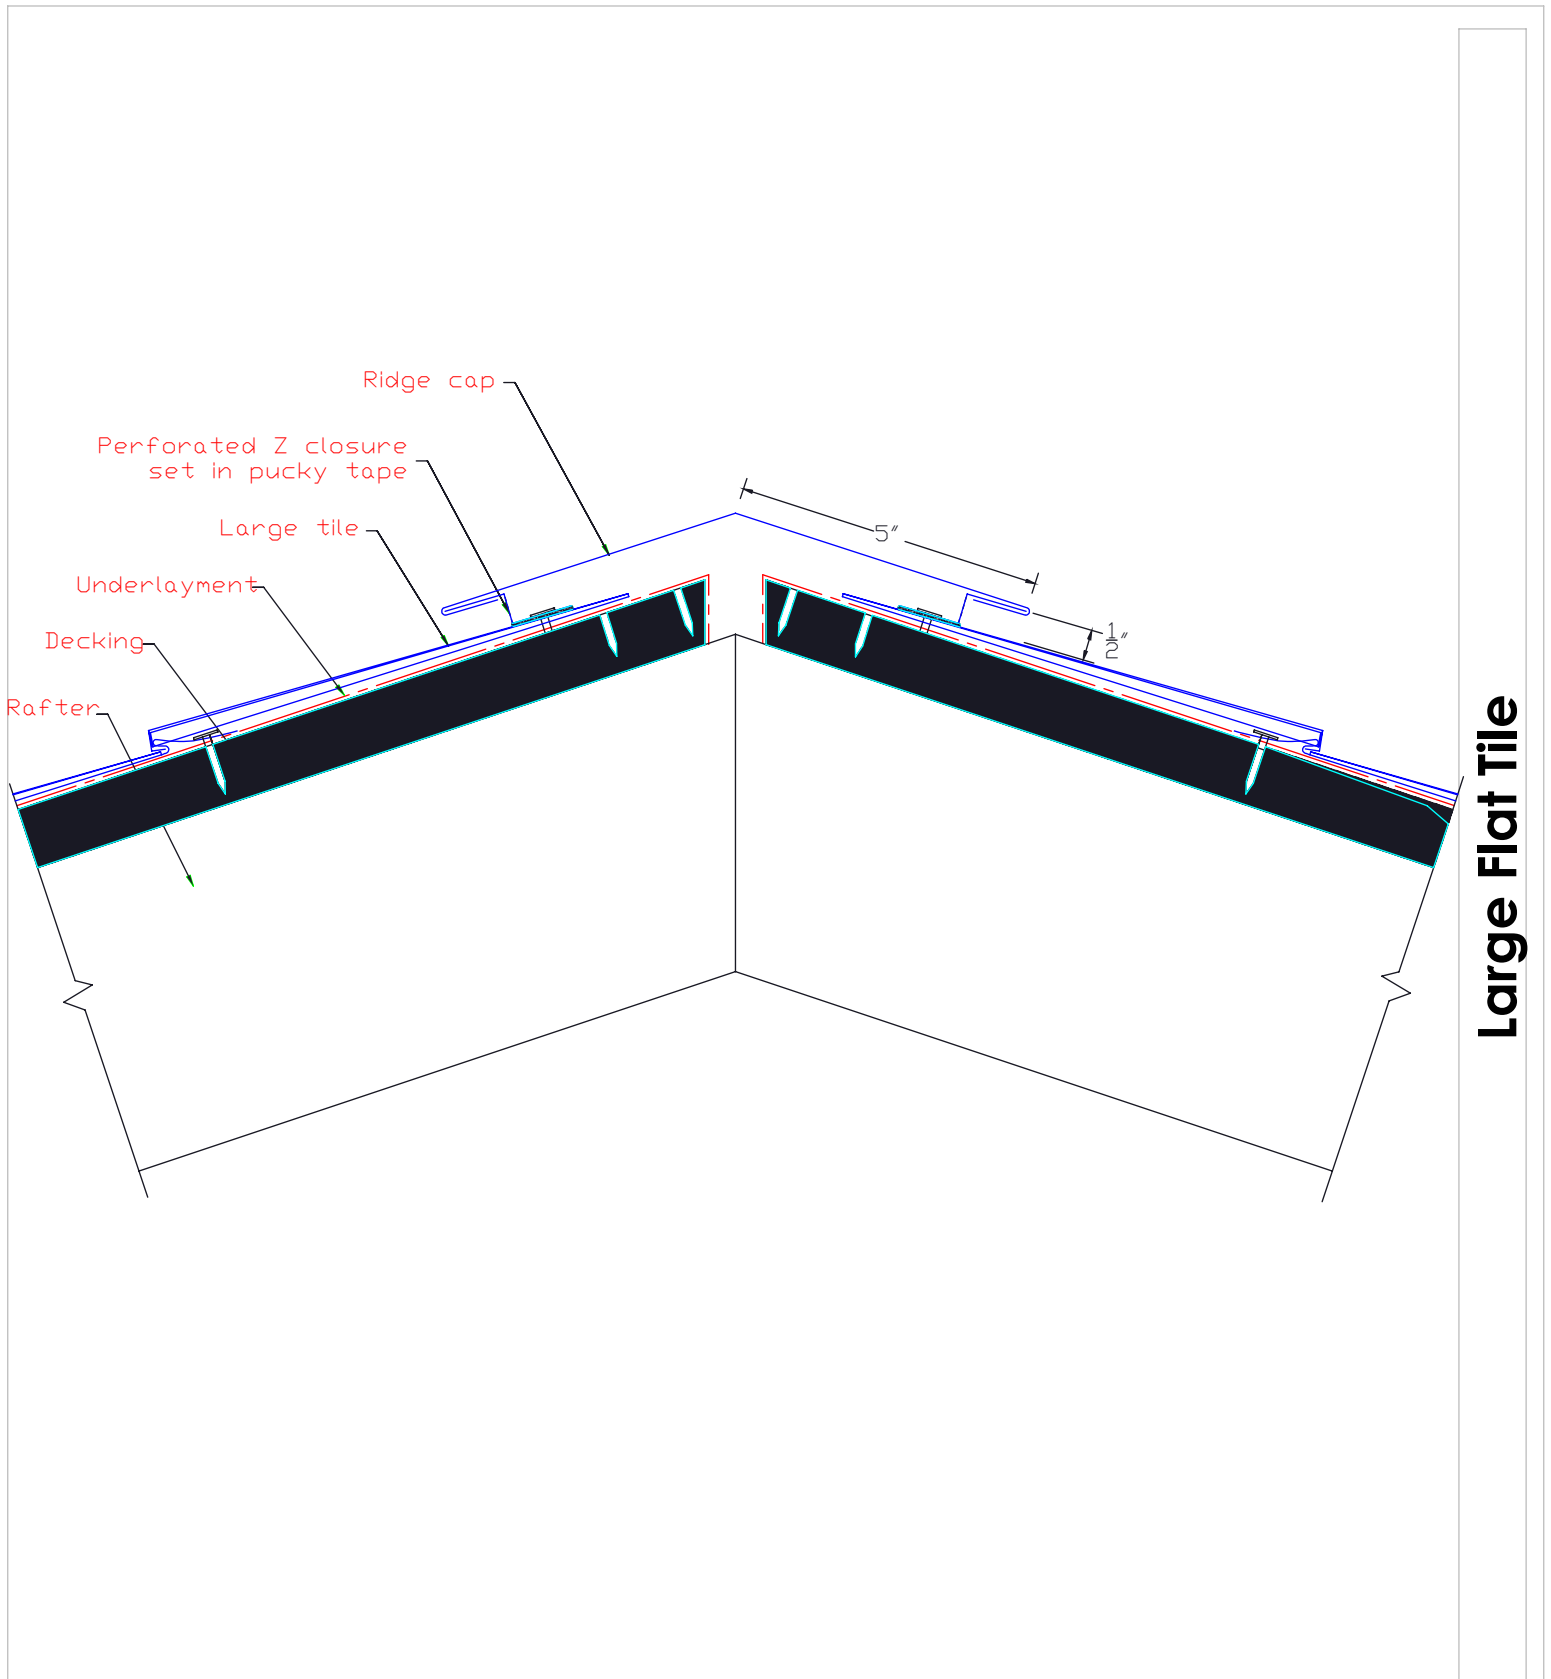 Ridge cap
Perforated Z closure
set in pucky tape
Large tile
Underlayment
Decking
Rafter
5"
1/2"
Large Flat Tile